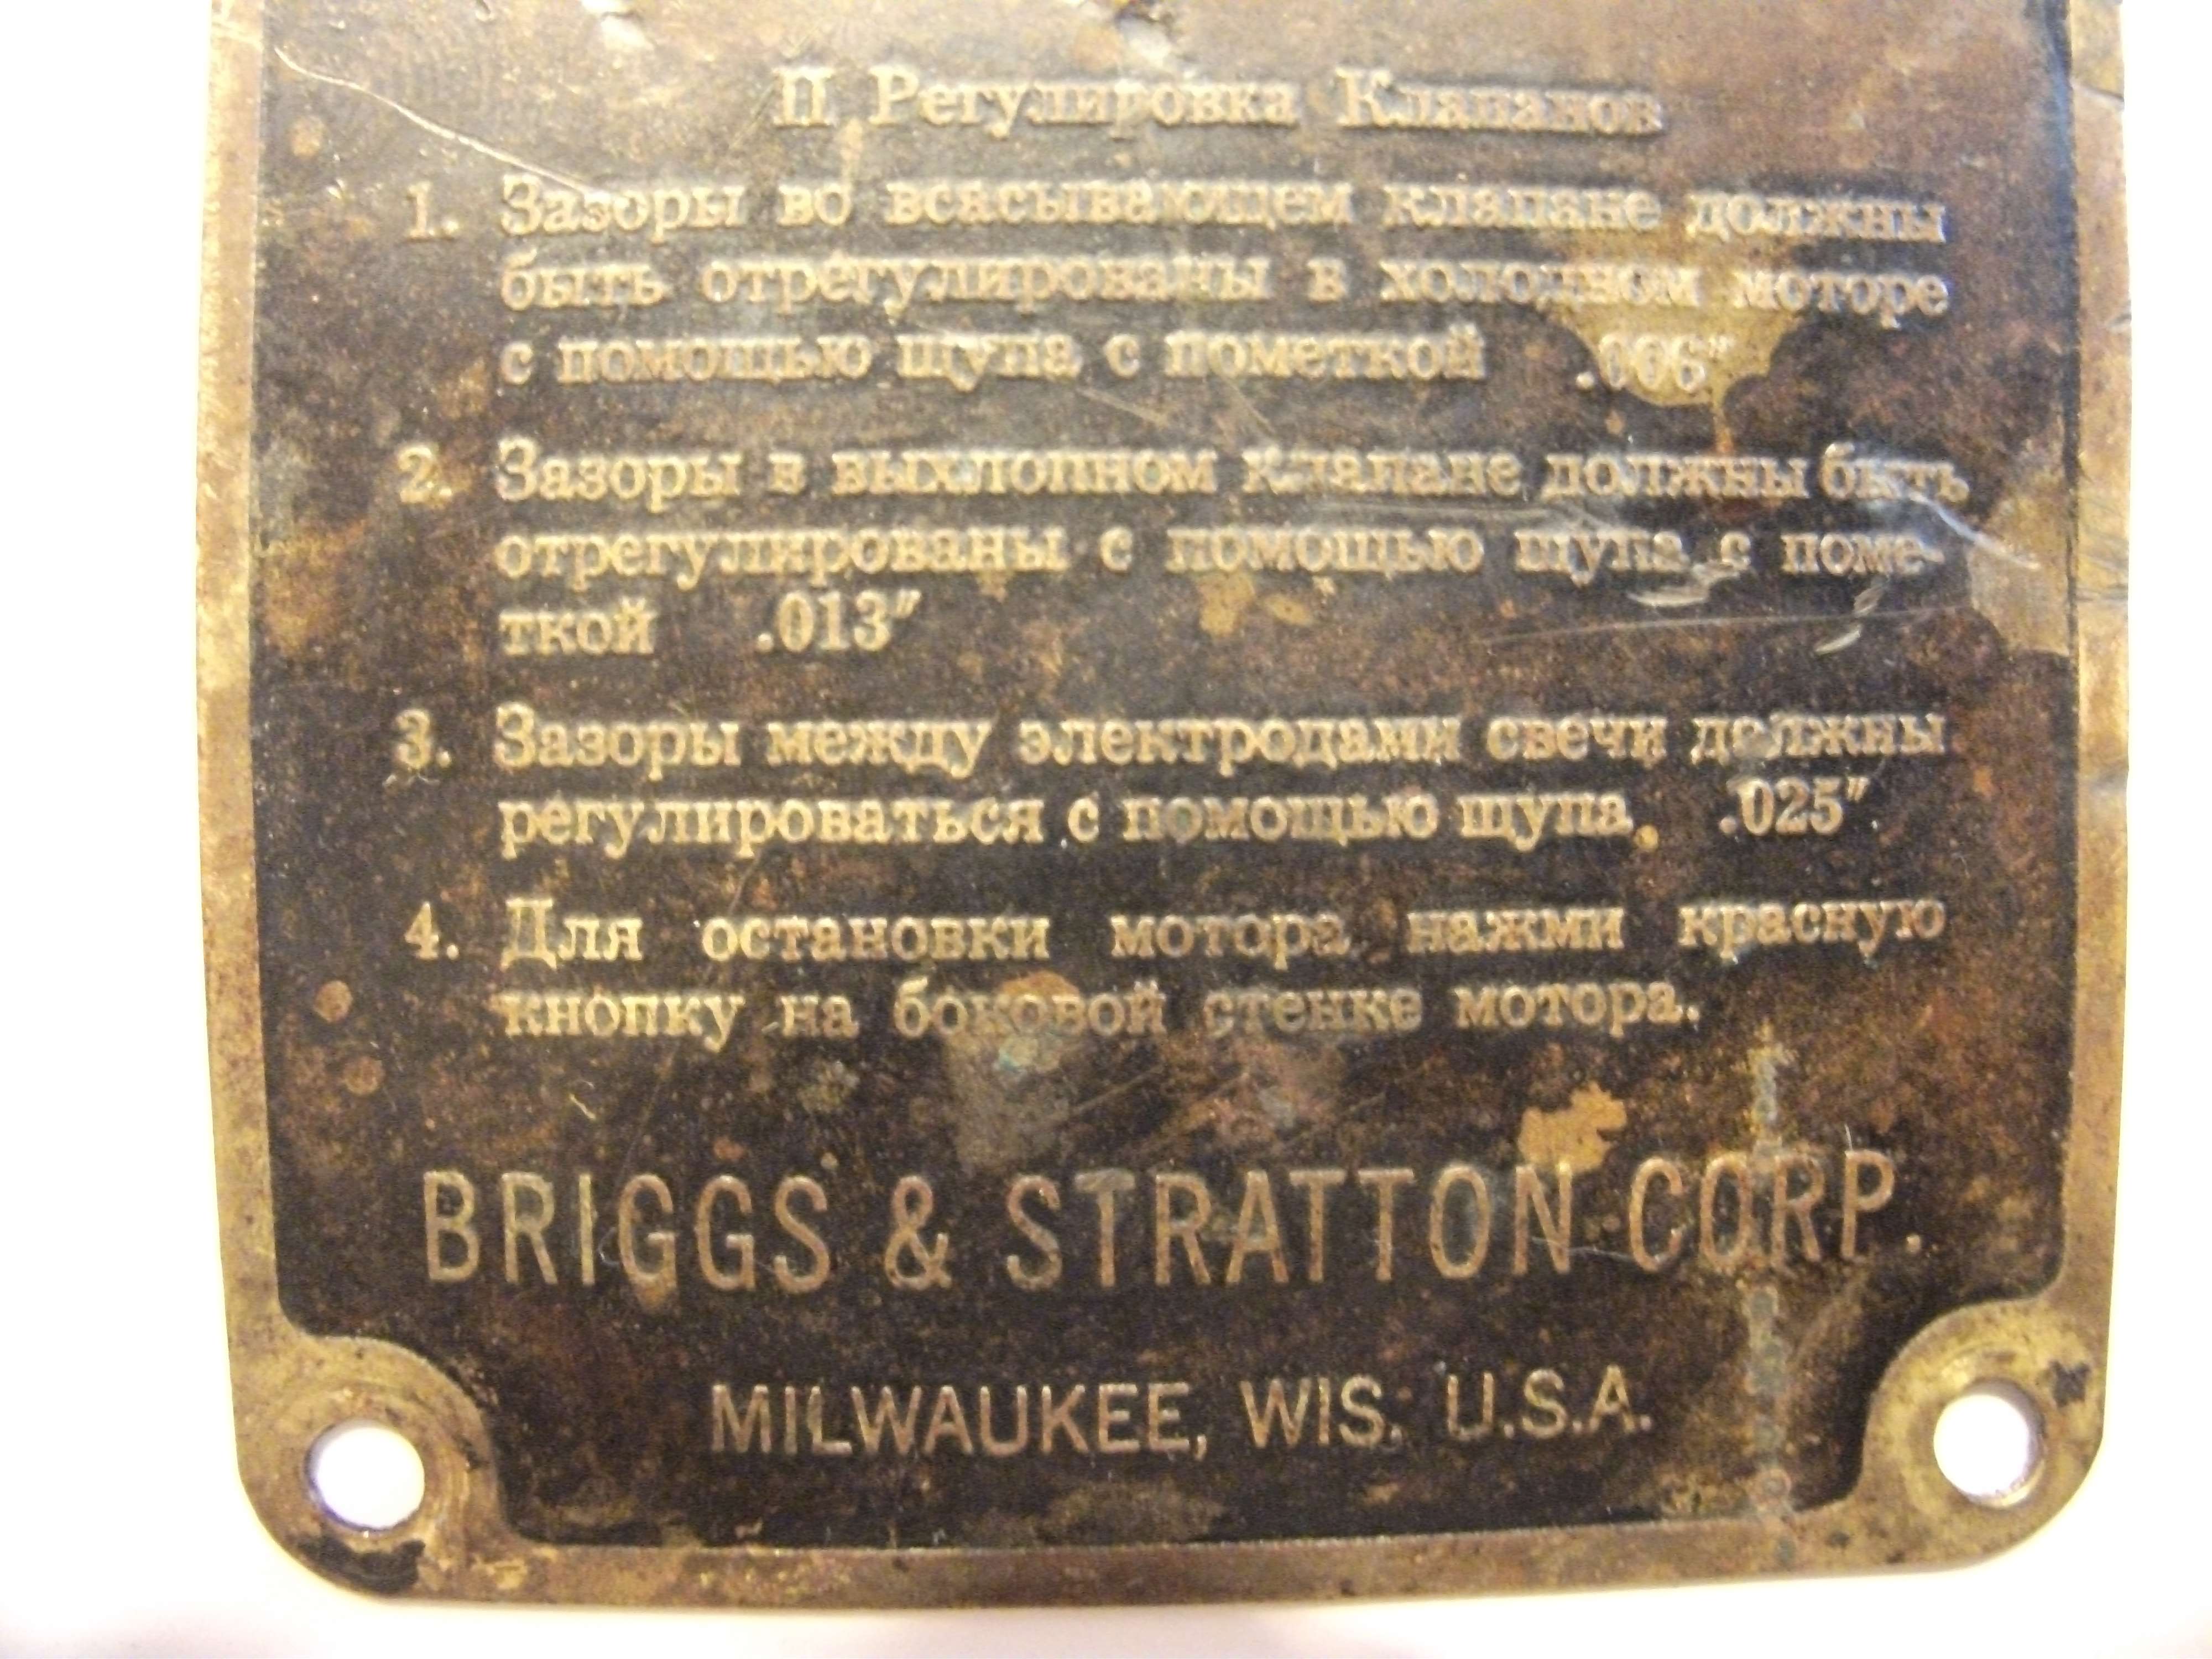 II Регулировка Клапанов
1. Зазоры во всасывающем клапане должны
быть отрегулированы в холодном моторе
с помощью щупа с пометкой .006"
2. Зазоры в выхлопном клапане должны быть
отрегулированы с помощью щупа с поме-
ткой .013"
3. Зазоры между электродами свечи должны
регулироваться с помощью щупа .025"
4. Для остановки мотора нажми красную
кнопку на боковой стенке мотора.
BRIGGS & STRATTON CORP.
MILWAUKEE, WIS. U.S.A.